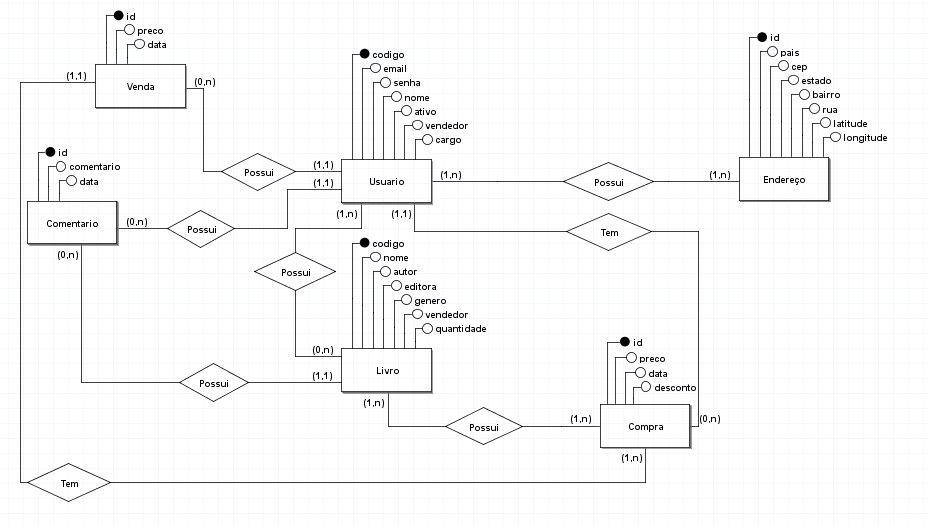 id
preco
data
(1,1)
Venda
(0,n)
codigo
email
senha
nome
ativo
vendedor
cargo
id
pais
cep
estado
bairro
rua
latitude
longitude
id
comentario
data
Possui
(1,1)
(1,1)
Usuario
(1,n)
Possui
(1,n)
Endereço
Comentario
(0,n)
Possui
(1,n)
(1,1)
Tem
(0,n)
Possui
codigo
nome
autor
editora
genero
vendedor
quantidade
(0,n)
Livro
Possui
(1,1)
(1,n)
id
preco
data
desconto
Possui
(1,n)
Compra
(0,n)
(1,n)
Tem